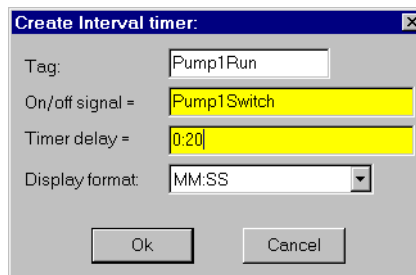 Create Interval timer:
Tag: Pump1Run
On/off signal = Pump1Switch
Timer delay = 0:20
Display format: MM:SS
Ok Cancel